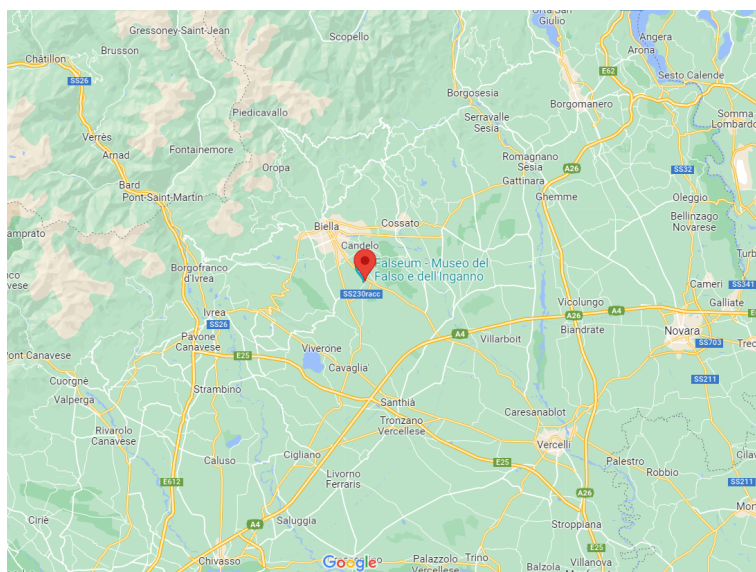 Gressoney-Saint-Jean
Scopello
Giulio
Angera
Arona
Brusson
Châtillon
SS26
E62
Sesto Calende
Borgosesia
Borgomanero
Piedicavallo
Serravalle
Sesia
Somma
Lombardo
Verrès
Fontainemore
Arnad
Oropa
Romagnano
Sesia
A26
SS32
Bard
Pont-Saint-Martin
Gattinara
Ghemme
Oleggio
Biella
Cossato
Bellinzago
Novarese
Candelo
Falseum - Museo del
Falso e dell'Inganno
Borgofranco
d'Ivrea
Cameri
SS341
SS230racc
Vicolungo
Galliate
Ivrea
SS26
A26
A4
Biandrate
Novara
Pavone
Canavese
A4
Villarboit
SS703
Pont Canavese
E25
Viverone
Cavaglia
SS211
Cuorgnè
Valperga
Strambino
Santhià
Caresanablot
Tronzano
Vercellese
Rivarolo
Canavese
Vercelli
Caluso
Cigliano
E25
Palestro
Robbio
Livorno
Ferraris
E612
A26
SS211
Ciriè
A4
Saluggia
Stroppiana
Chivasso
Google
Palazzolo
Vercellese
Trino
Balzola
Villanova
E25